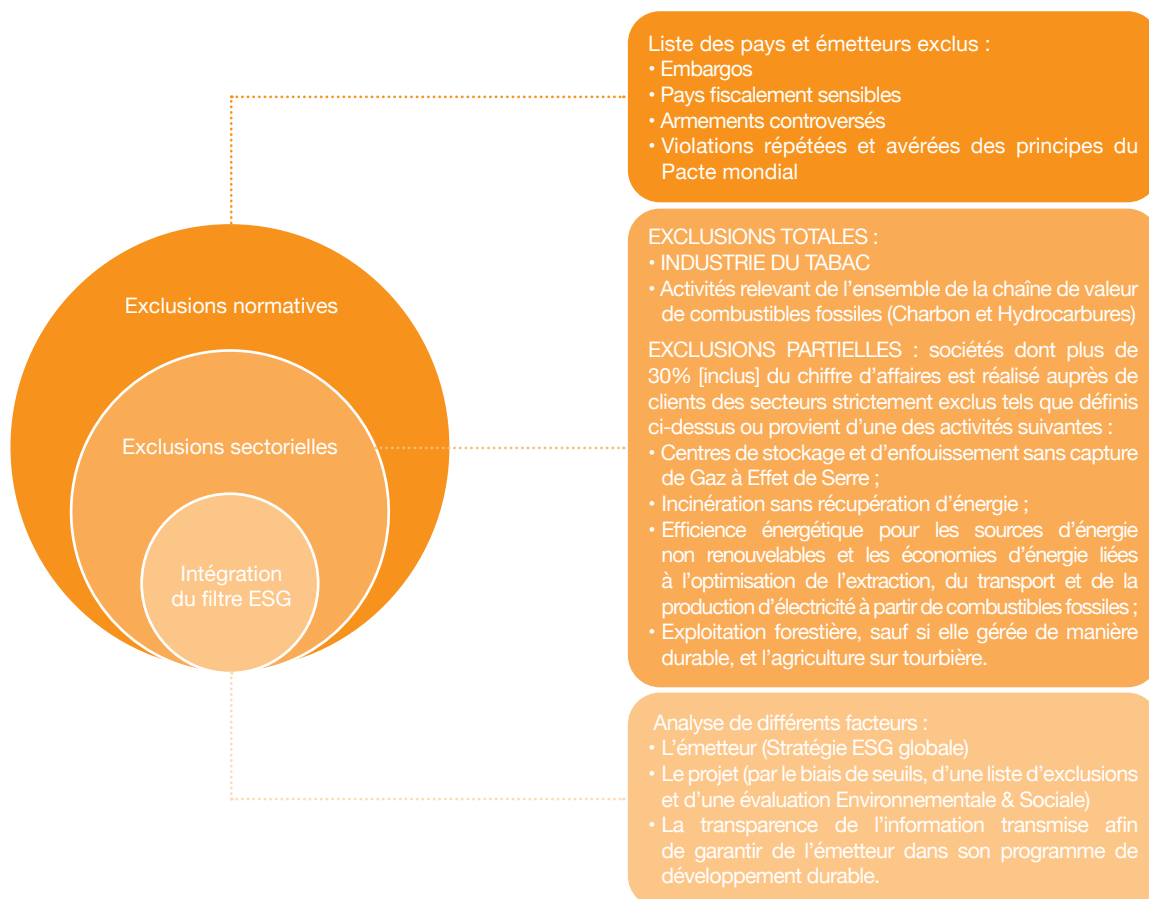 Liste des pays et émetteurs exclus :
• Embargos
• Pays fiscalement sensibles
• Armements controversés
• Violations répétées et avérées des principes du
Pacte mondial
Exclusions normatives
Exclusions sectorielles
Intégration
du filtre ESG
EXCLUSIONS TOTALES :
• INDUSTRIE DU TABAC
• Activités relevant de l'ensemble de la chaîne de valeur
de combustibles fossiles (Charbon et Hydrocarbures)
EXCLUSIONS PARTIELLES : sociétés dont plus de
30% [inclus] du chiffre d'affaires est réalisé auprès de
clients des secteurs strictement exclus tels que définis
ci-dessus ou provient d'une des activités suivantes :
• Centres de stockage et d'enfouissement sans capture
de Gaz à Effet de Serre ;
• Incinération sans récupération d'énergie ;
• Efficience énergétique pour les sources d'énergie
non renouvelables et les économies d'énergie liées
à l'optimisation de l'extraction, du transport et de la
production d'électricité à partir de combustibles fossiles ;
• Exploitation forestière, sauf si elle gérée de manière
durable, et l'agriculture sur tourbière.
Analyse de différents facteurs :
• L'émetteur (Stratégie ESG globale)
• Le projet (par le biais de seuils, d'une liste d'exclusions
et d'une évaluation Environnementale & Sociale)
• La transparence de l'information transmise afin
de garantir de l'émetteur dans son programme de
développement durable.